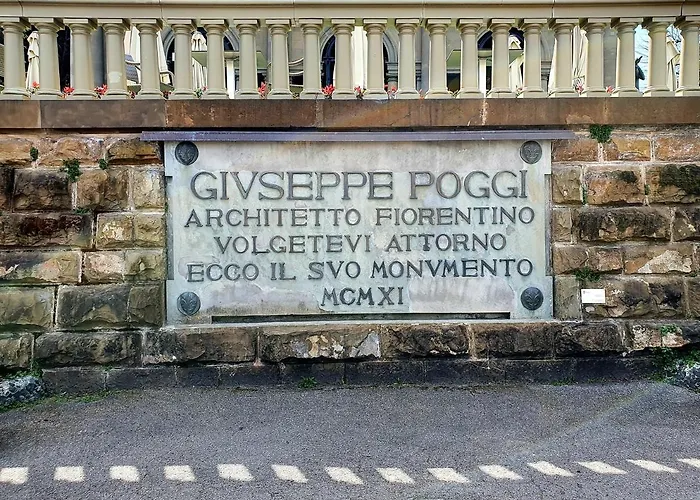 GIVSEPPE POGGI
ARCHITETTO FIORENTINO
VOLGETEVI ATTORNO
ECCO IL SVO MONVMENTO
MCMXI